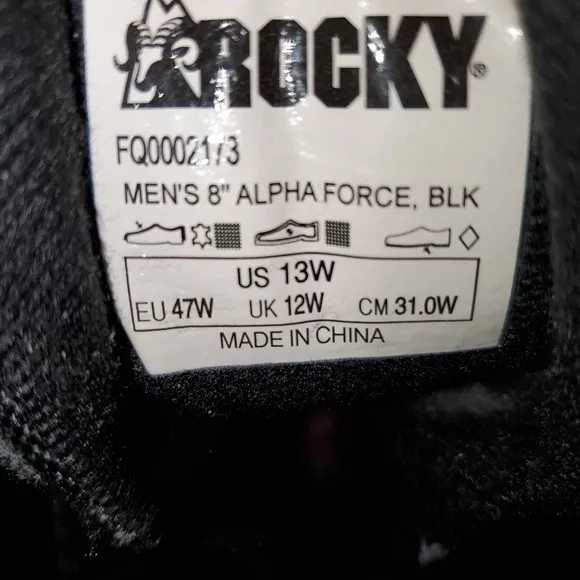 ROCKY®
FQ0002173
MEN'S 8" ALPHA FORCE, BLK
US 13W
EU 47W UK 12W CM 31.0W
MADE IN CHINA